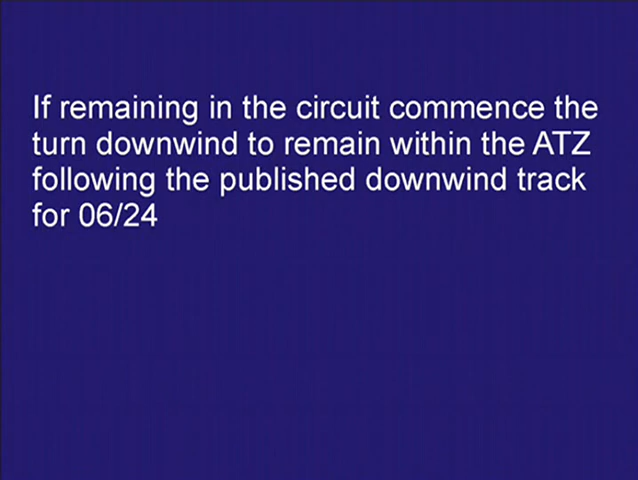 If remaining in the circuit commence the
turn downwind to remain within the ATZ
following the published downwind track
for 06/24